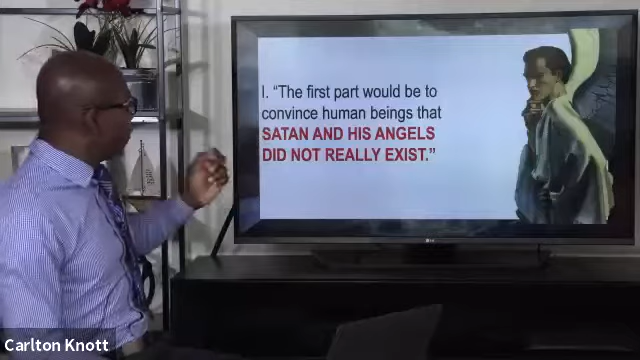 I. “The first part would be to
convince human beings that
SATAN AND HIS ANGELS
DID NOT REALLY EXIST.”
LG
Carlton Knott